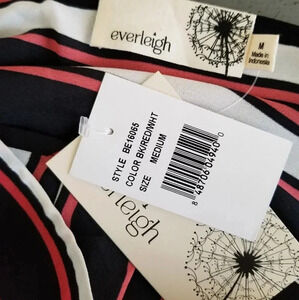 everleigh
M
Made in
Indonesia
STYLE BE16065
COLOR BK/RED/WHT
SIZE MEDIUM
everleigh